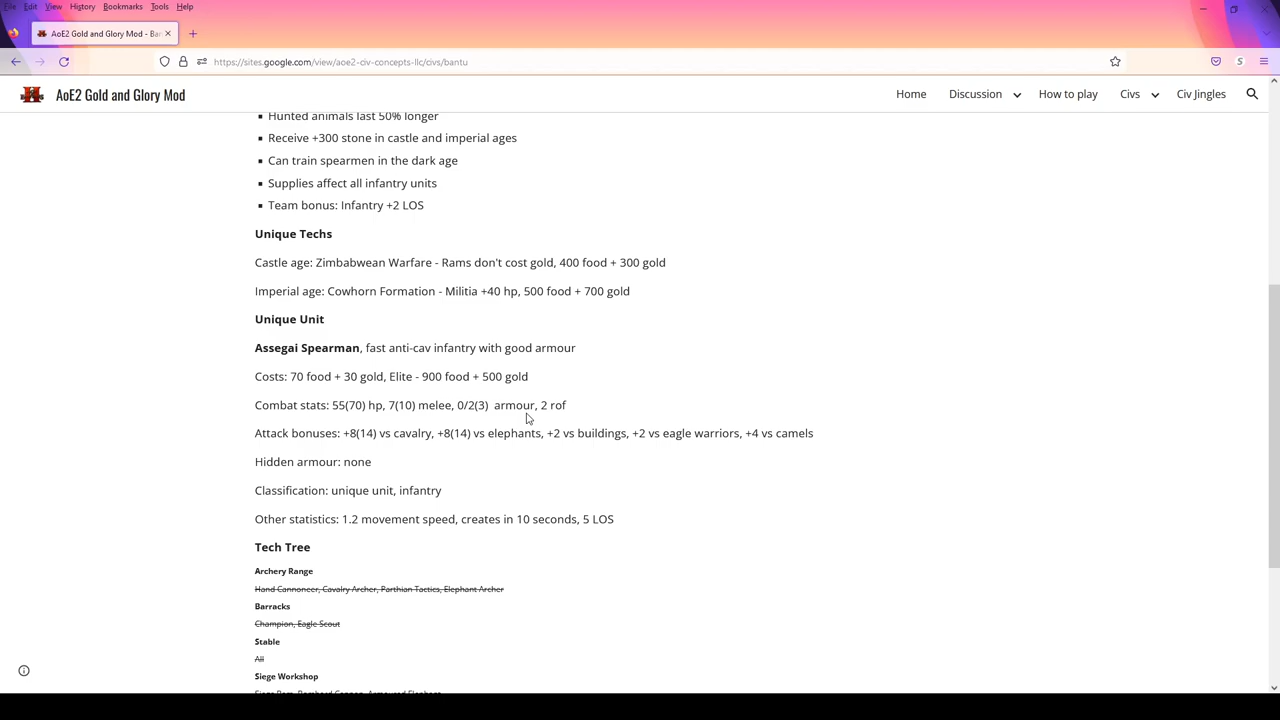 File Edit View History Bookmarks Tools Help
AoE2 Gold and Glory Mod - Ban
https://sites.google.com/view/aoe2-civ-concepts-llc/civs/bantu
AoE2 Gold and Glory Mod
Home Discussion How to play Civs Civ Jingles
Hunted animals last 50% longer
Receive +300 stone in castle and imperial ages
Can train spearmen in the dark age
Supplies affect all infantry units
Team bonus: Infantry +2 LOS
Unique Techs
Castle age: Zimbabwean Warfare - Rams don't cost gold, 400 food + 300 gold
Imperial age: Cowhorn Formation - Militia +40 hp, 500 food + 700 gold
Unique Unit
Assegai Spearman, fast anti-cav infantry with good armour
Costs: 70 food + 30 gold, Elite - 900 food + 500 gold
Combat stats: 55(70) hp, 7(10) melee, 0/2(3) armour, 2 rof
Attack bonuses: +8(14) vs cavalry, +8(14) vs elephants, +2 vs buildings, +2 vs eagle warriors, +4 vs camels
Hidden armour: none
Classification: unique unit, infantry
Other statistics: 1.2 movement speed, creates in 10 seconds, 5 LOS
Tech Tree
Archery Range
Hand Cannoneer, Cavalry Archer, Parthian Tactics, Elephant Archer
Barracks
Champion, Eagle Scout
Stable
All
Siege Workshop
Siege Ram, Bombard Cannon, Armoured Elephant